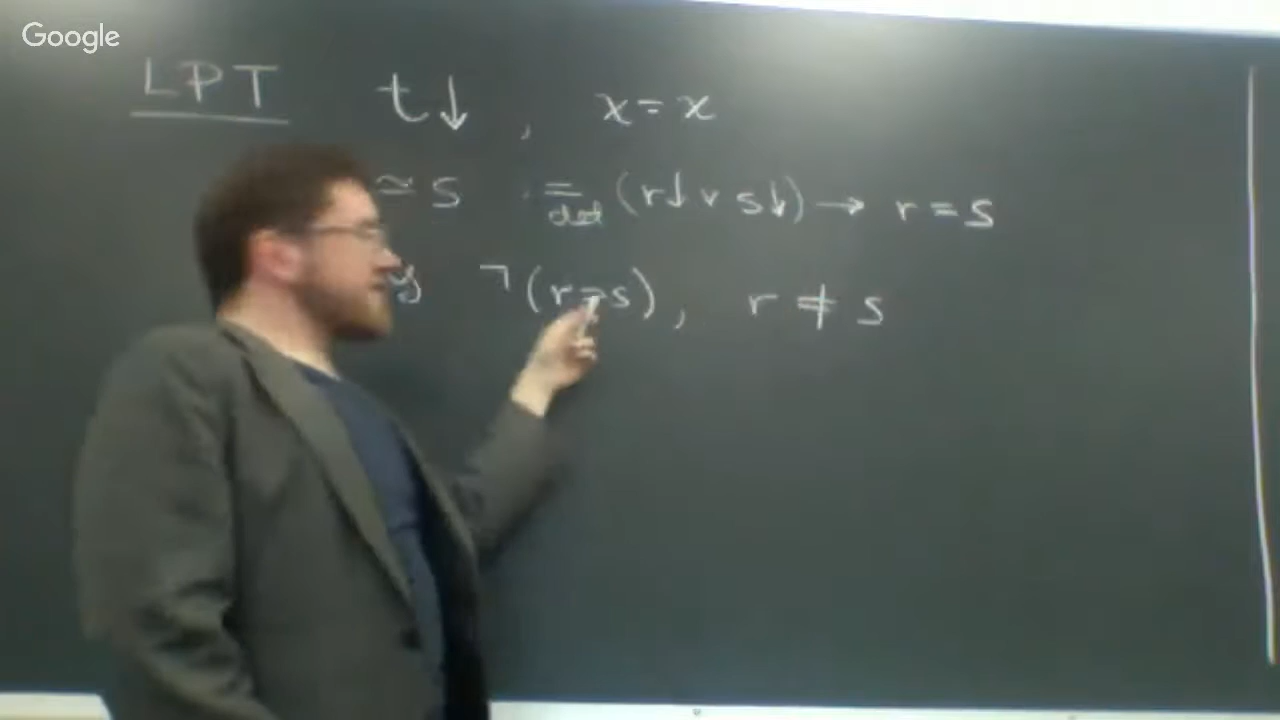 Google
LPT t↓, x=x
≃ s =def (r↓ ∨ s↓) → r = s
y ¬(r=s), r ≠ s